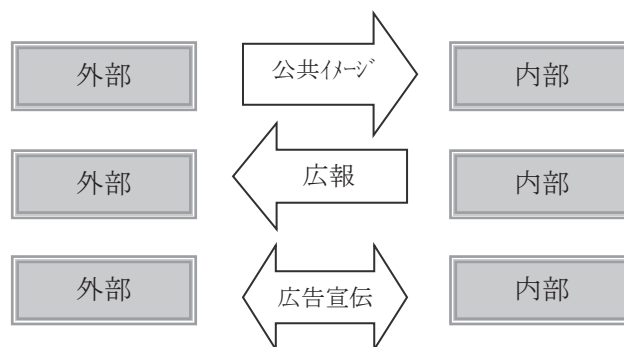 外部 公共ｲﾒｰｼﾞ 内部
外部 広報 内部
外部 広告宣伝 内部